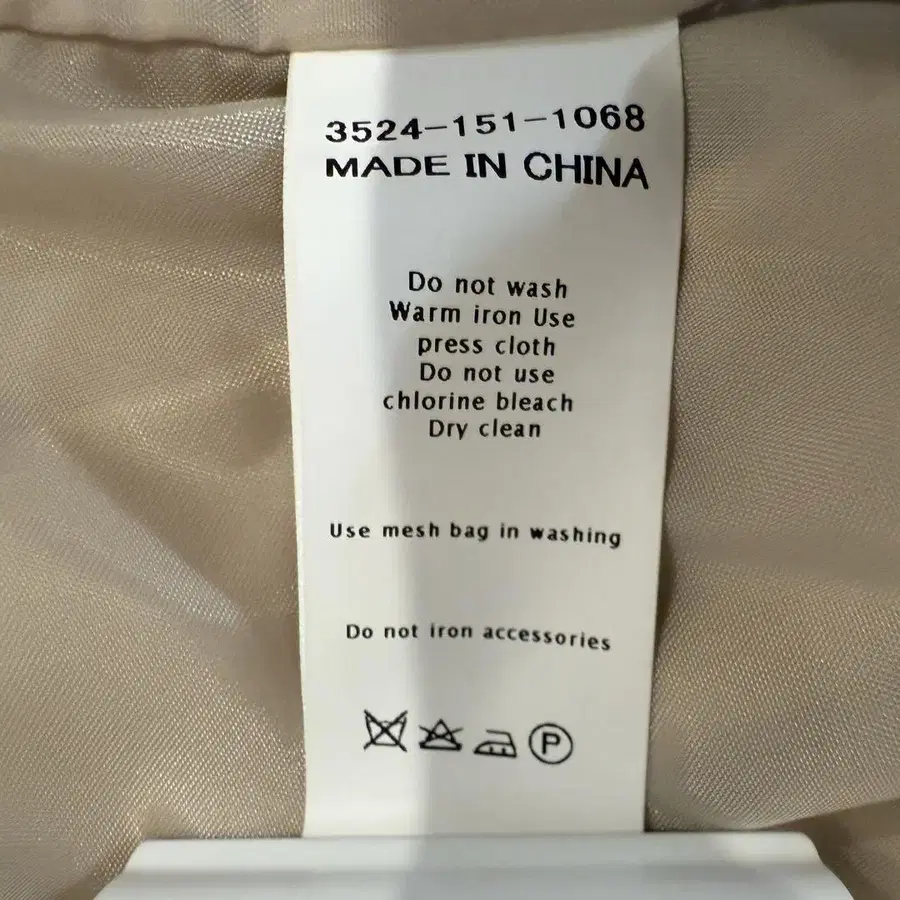 3524-151-1068
MADE IN CHINA
Do not wash
Warm iron Use
press cloth
Do not use
chlorine bleach
Dry clean
Use mesh bag in washing
Do not iron accessories
P